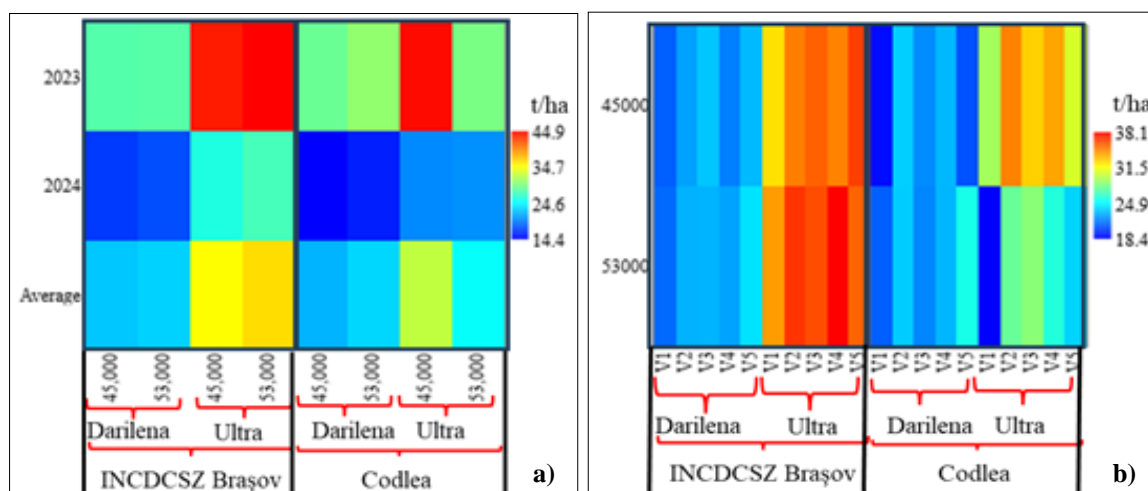 2023
2024
Average
t/ha
44.9
34.7
24.6
14.4
45,000 53,000 45,000 53,000 45,000 53,000 45,000 53,000
Darilena Ultra Darilena Ultra
INCDCSZ Brașov Codlea
a)
45000
53000
t/ha
38.1
31.5
24.9
18.4
V1 V2 V3 V4 V5 V1 V2 V3 V4 V5 V1 V2 V3 V4 V5 V1 V2 V3 V4 V5
Darilena Ultra Darilena Ultra
INCDCSZ Brașov Codlea
b)